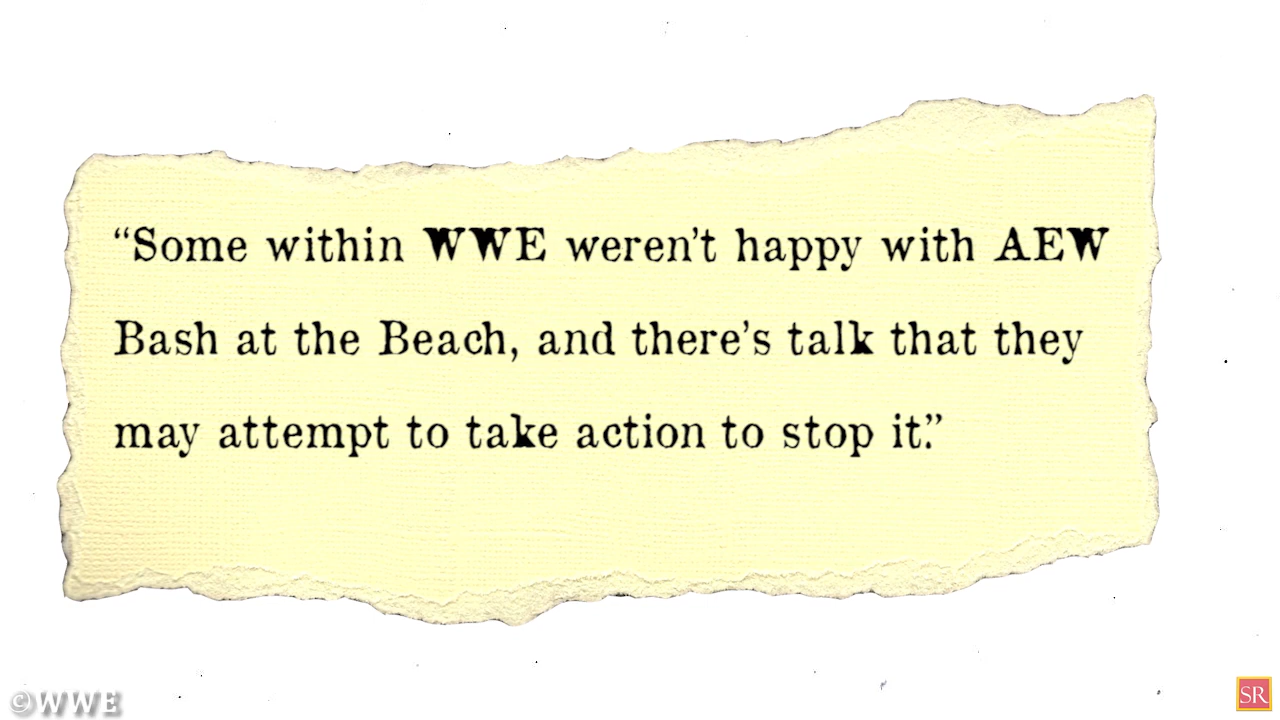 “Some within WWE weren’t happy with AEW
Bash at the Beach, and there’s talk that they
may attempt to take action to stop it.”
©WWE
SR